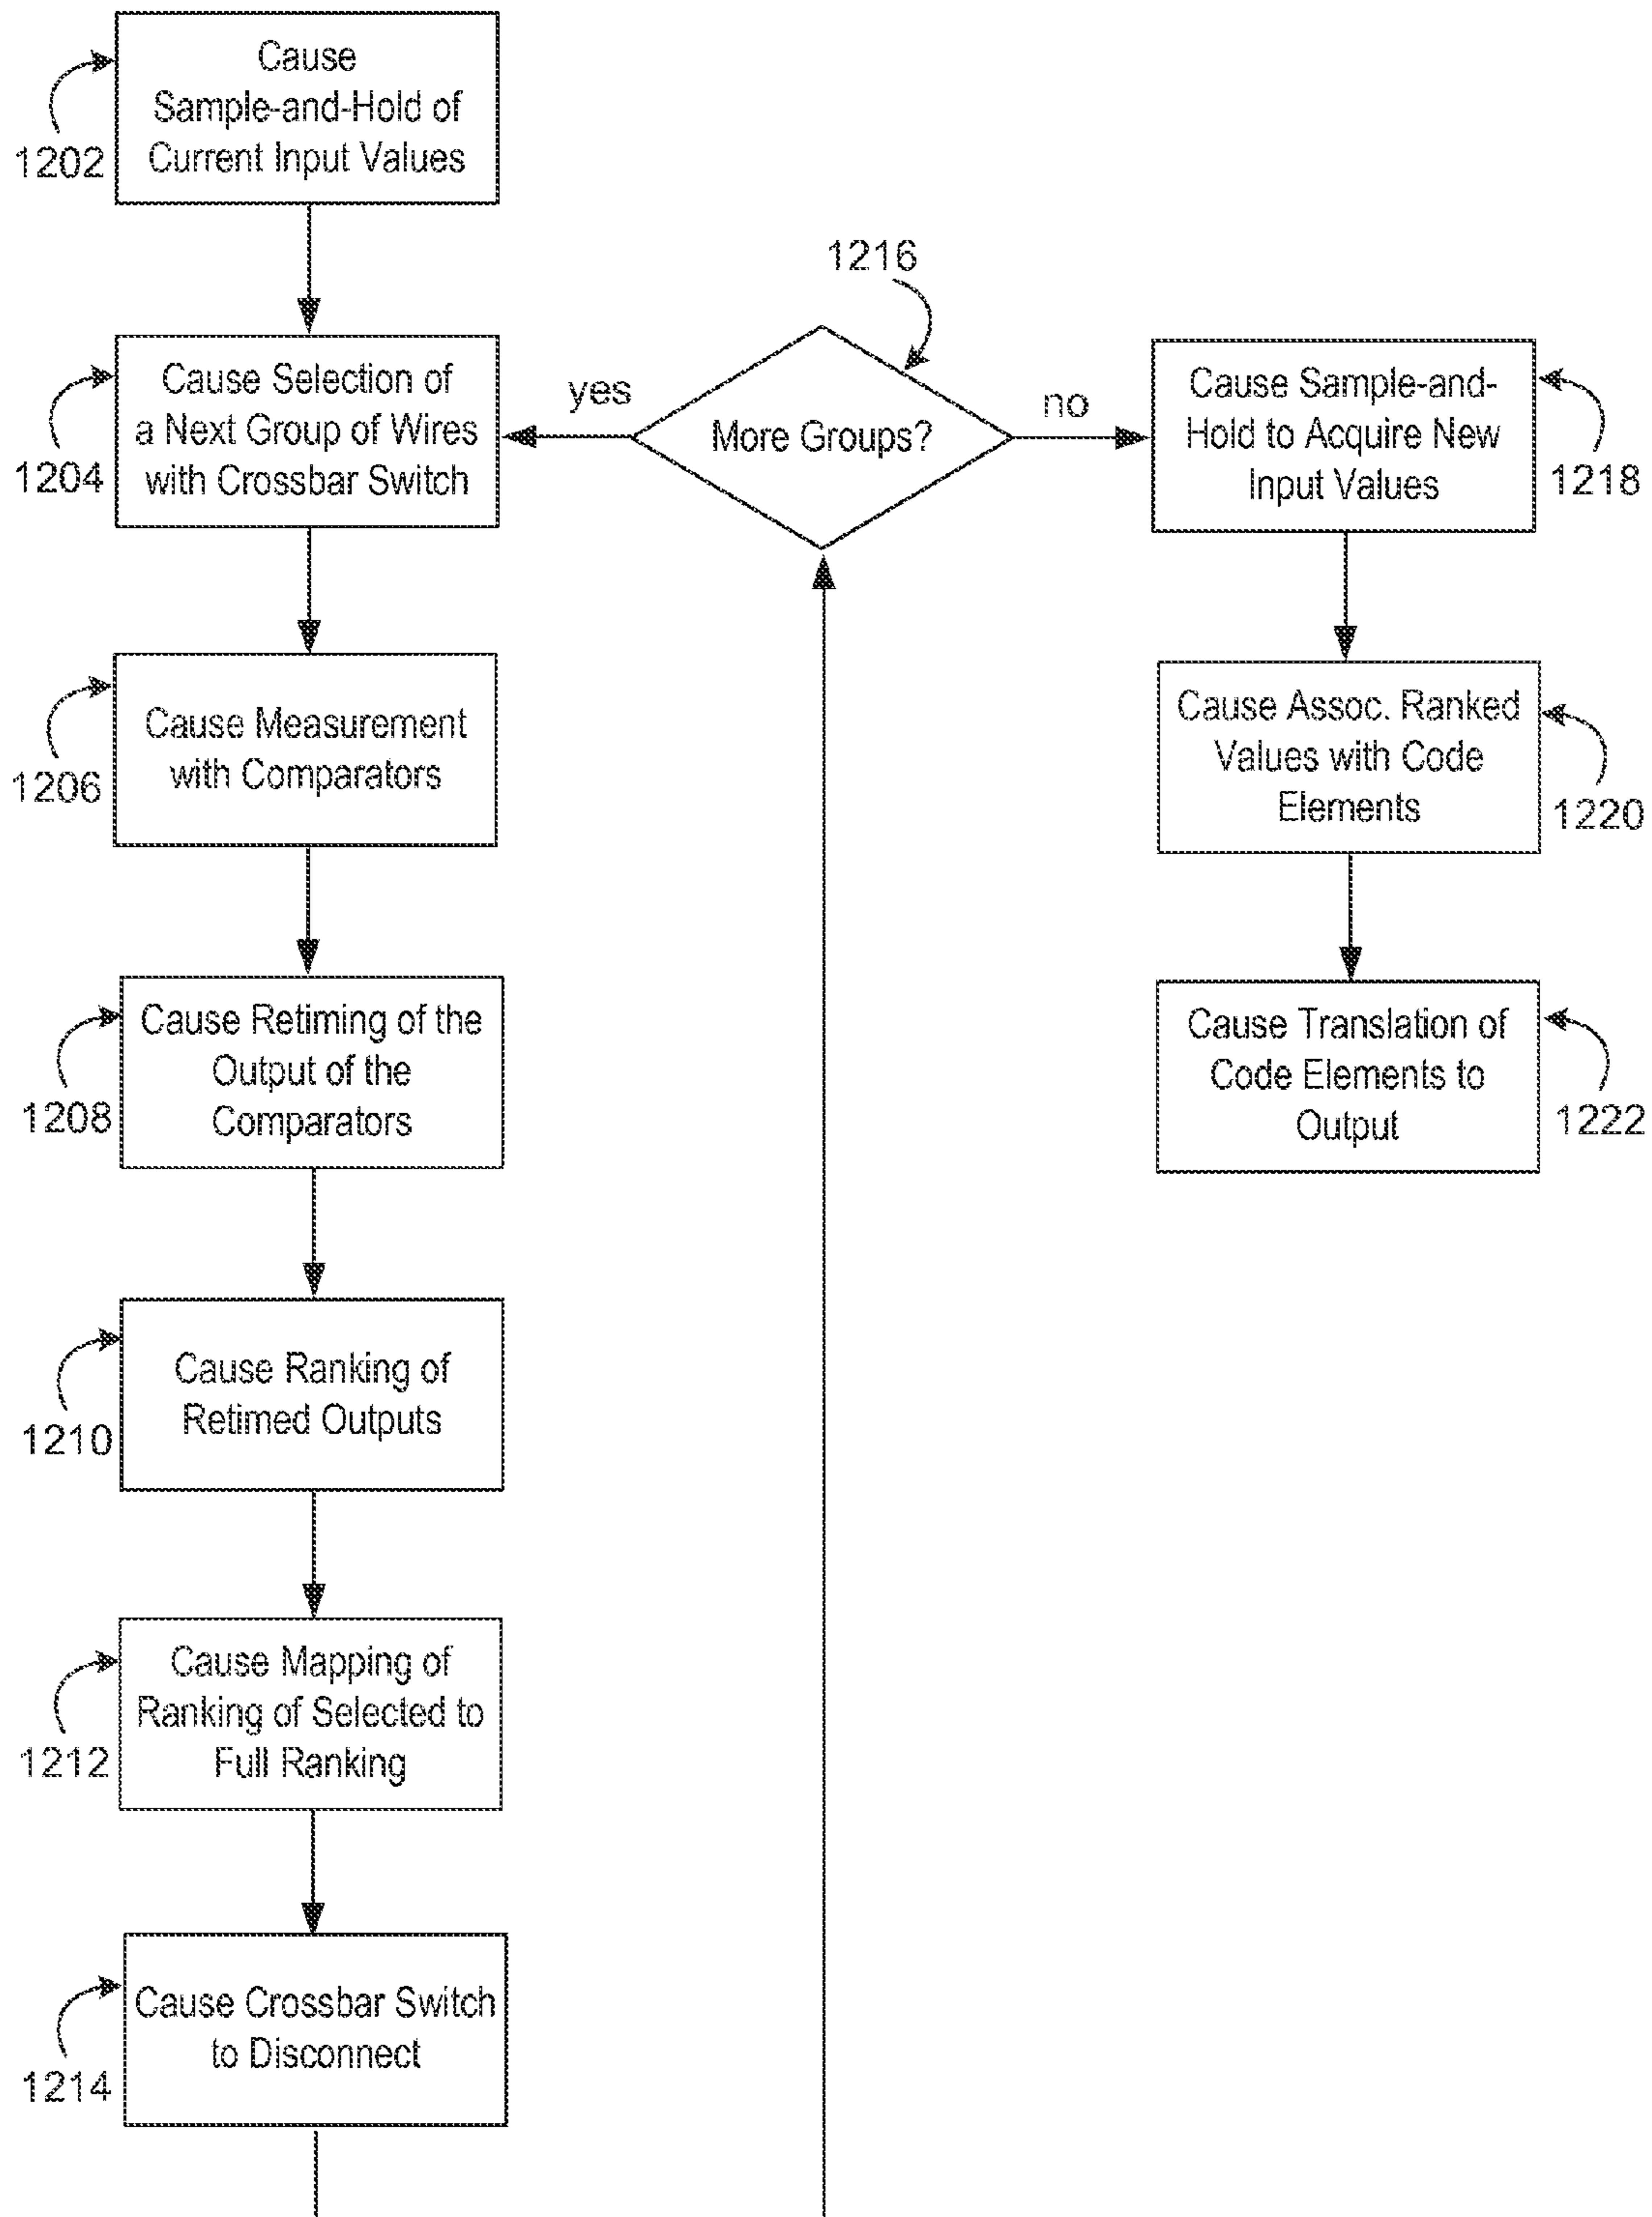 Cause
Sample-and-Hold of
Current Input Values
1202
Cause Selection of
a Next Group of Wires
with Crossbar Switch
1204
Cause Measurement
with Comparators
1206
Cause Retiming of the
Output of the
Comparators
1208
Cause Ranking of
Retimed Outputs
1210
Cause Mapping of
Ranking of Selected to
Full Ranking
1212
Cause Crossbar Switch
to Disconnect
1214
1216
More Groups?
yes
no
Cause Sample-and-
Hold to Acquire New
Input Values
1218
Cause Assoc. Ranked
Values with Code
Elements
1220
Cause Translation of
Code Elements to
Output
1222